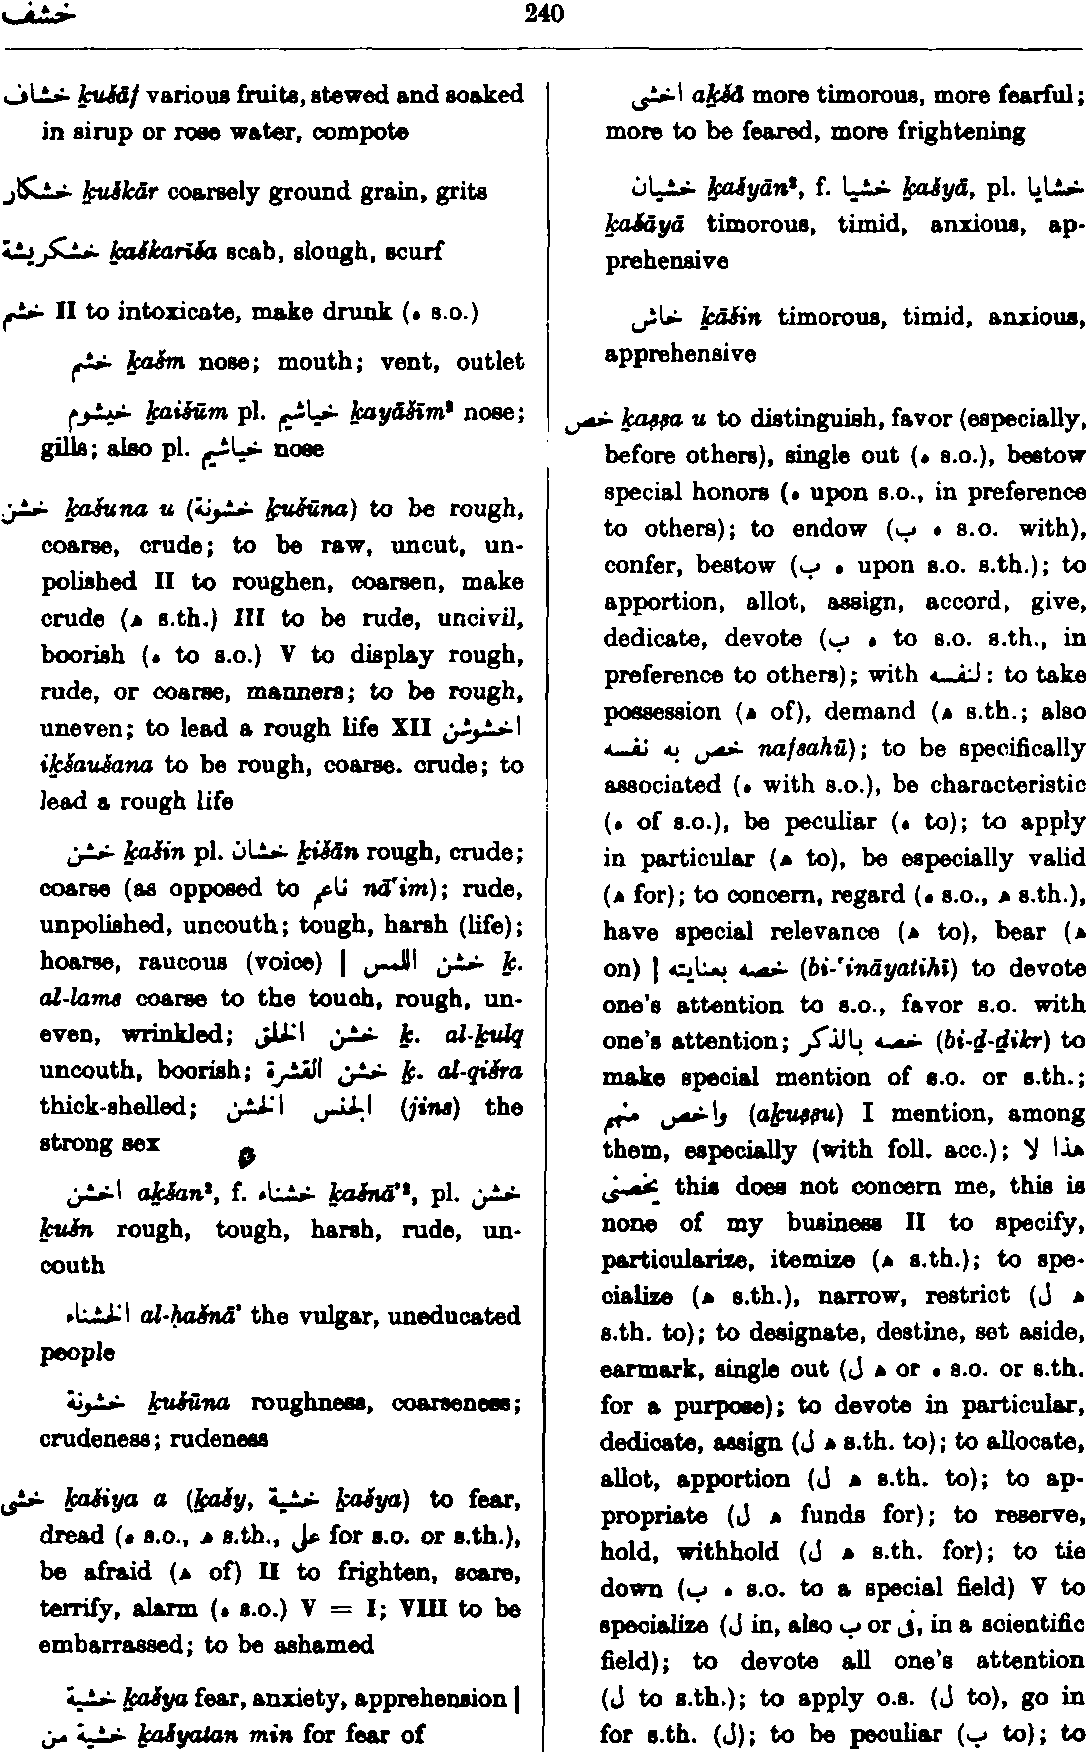 خشف
240
خشاف ḵušāf various fruits, stewed and soaked
in sirup or rose water, compote
خشكار ḵuškār coarsely ground grain, grits
خشكريشة ḵaškarīša scab, slough, scurf
خشم II to intoxicate, make drunk (ه s.o.)
خشم ḵašm nose; mouth; vent, outlet
خيشوم ḵaišūm pl. خياشيم ḵayāšīm² nose;
gills; also pl. خياشيم nose
خشن ḵašuna u (خشونة ḵušūna) to be rough,
coarse, crude; to be raw, uncut, un-
polished II to roughen, coarsen, make
crude (ﻫ s.th.) III to be rude, uncivil,
boorish (ه to s.o.) V to display rough,
rude, or coarse, manners; to be rough,
uneven; to lead a rough life XII اخشوشن
iḵšaušana to be rough, coarse. crude; to
lead a rough life
خشن ḵašin pl. خشان ḵišān rough, crude;
coarse (as opposed to ناعم nāʿim); rude,
unpolished, uncouth; tough, harsh (life);
hoarse, raucous (voice) | خشن اللمس ḵ.
al-lams coarse to the touch, rough, un-
even, wrinkled; خشن الخلق ḵ. al-ḵulq
uncouth, boorish; خشن القشرة ḵ. al-qišra
thick-shelled; الجنس الخشن (jins) the
strong sex
اخشن aḵšan², f. خشناء ḵašnā'², pl. خشن
ḵušn rough, tough, harsh, rude, un-
couth
الخشناء al-ḥašnā' the vulgar, uneducated
people
خشونة ḵušūna roughness, coarseness;
crudeness; rudeness
خشى ḵašiya a (ḵašy, خشية ḵašya) to fear,
dread (ه s.o., ﻫ s.th., على for s.o. or s.th.),
be afraid (ﻫ of) II to frighten, scare,
terrify, alarm (ه s.o.) V = I; VIII to be
embarrassed; to be ashamed
خشية ḵašya fear, anxiety, apprehension |
خشية من ḵašyatan min for fear of
اخشى aḵšā more timorous, more fearful;
more to be feared, more frightening
خشيان ḵašyān², f. خشيا ḵašyā, pl. خشايا
ḵašāyā timorous, timid, anxious, ap-
prehensive
خاش ḵāšin timorous, timid, anxious,
apprehensive
خص ḵaṣṣa u to distinguish, favor (especially,
before others), single out (ه s.o.), bestow
special honors (ه upon s.o., in preference
to others); to endow (ه ب s.o. with),
confer, bestow (ه ب upon s.o. s.th.); to
apportion, allot, assign, accord, give,
dedicate, devote (ه ب to s.o. s.th., in
preference to others); with لنفسه: to take
possession (ﻫ of), demand (ﻫ s.th.; also
خص به نفسه nafsahū); to be specifically
associated (ه with s.o.), be characteristic
(ه of s.o.), be peculiar (ه to); to apply
in particular (ﻫ to), be especially valid
(ﻫ for); to concern, regard (ه s.o., ﻫ s.th.),
have special relevance (ﻫ to), bear (ﻫ
on) | خصه بعنايته (bi-ʿināyatihī) to devote
one's attention to s.o., favor s.o. with
one's attention; خصه بالذكر (bi-ḏ-ḏikr) to
make special mention of s.o. or s.th.;
واخص منهم (aḵuṣṣu) I mention, among
them, especially (with foll. acc.); هذا لا
يخصنى this does not concern me, this is
none of my business II to specify,
particularize, itemize (ﻫ s.th.); to spe-
cialize (ﻫ s.th.), narrow, restrict (ﻫ ل
s.th. to); to designate, destine, set aside,
earmark, single out (ل ﻫ or ه s.o. or s.th.
for a purpose); to devote in particular,
dedicate, assign (ﻫ ل s.th. to); to allocate,
allot, apportion (ﻫ ل s.th. to); to ap-
propriate (ﻫ ل funds for); to reserve,
hold, withhold (ﻫ ل s.th. for); to tie
down (ه ب s.o. to a special field) V to
specialize (ل in, also ب or فى, in a scientific
field); to devote all one's attention
(ل to s.th.); to apply o.s. (ل to), go in
for s.th. (ل); to be peculiar (ب to); to